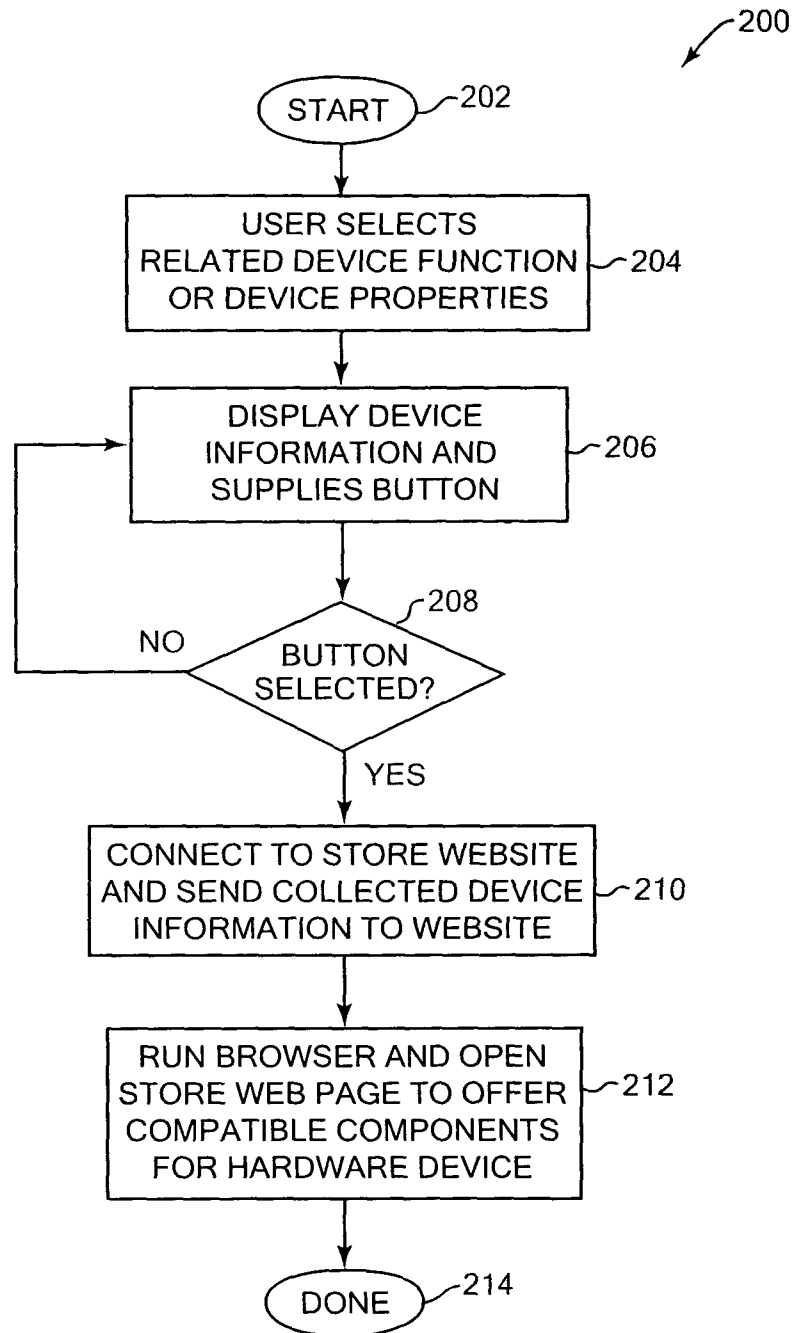 200
START
202
USER SELECTS
RELATED DEVICE FUNCTION
OR DEVICE PROPERTIES
204
DISPLAY DEVICE
INFORMATION AND
SUPPLIES BUTTON
206
208
NO
BUTTON
SELECTED?
YES
CONNECT TO STORE WEBSITE
AND SEND COLLECTED DEVICE
INFORMATION TO WEBSITE
210
RUN BROWSER AND OPEN
STORE WEB PAGE TO OFFER
COMPATIBLE COMPONENTS
FOR HARDWARE DEVICE
212
DONE
214